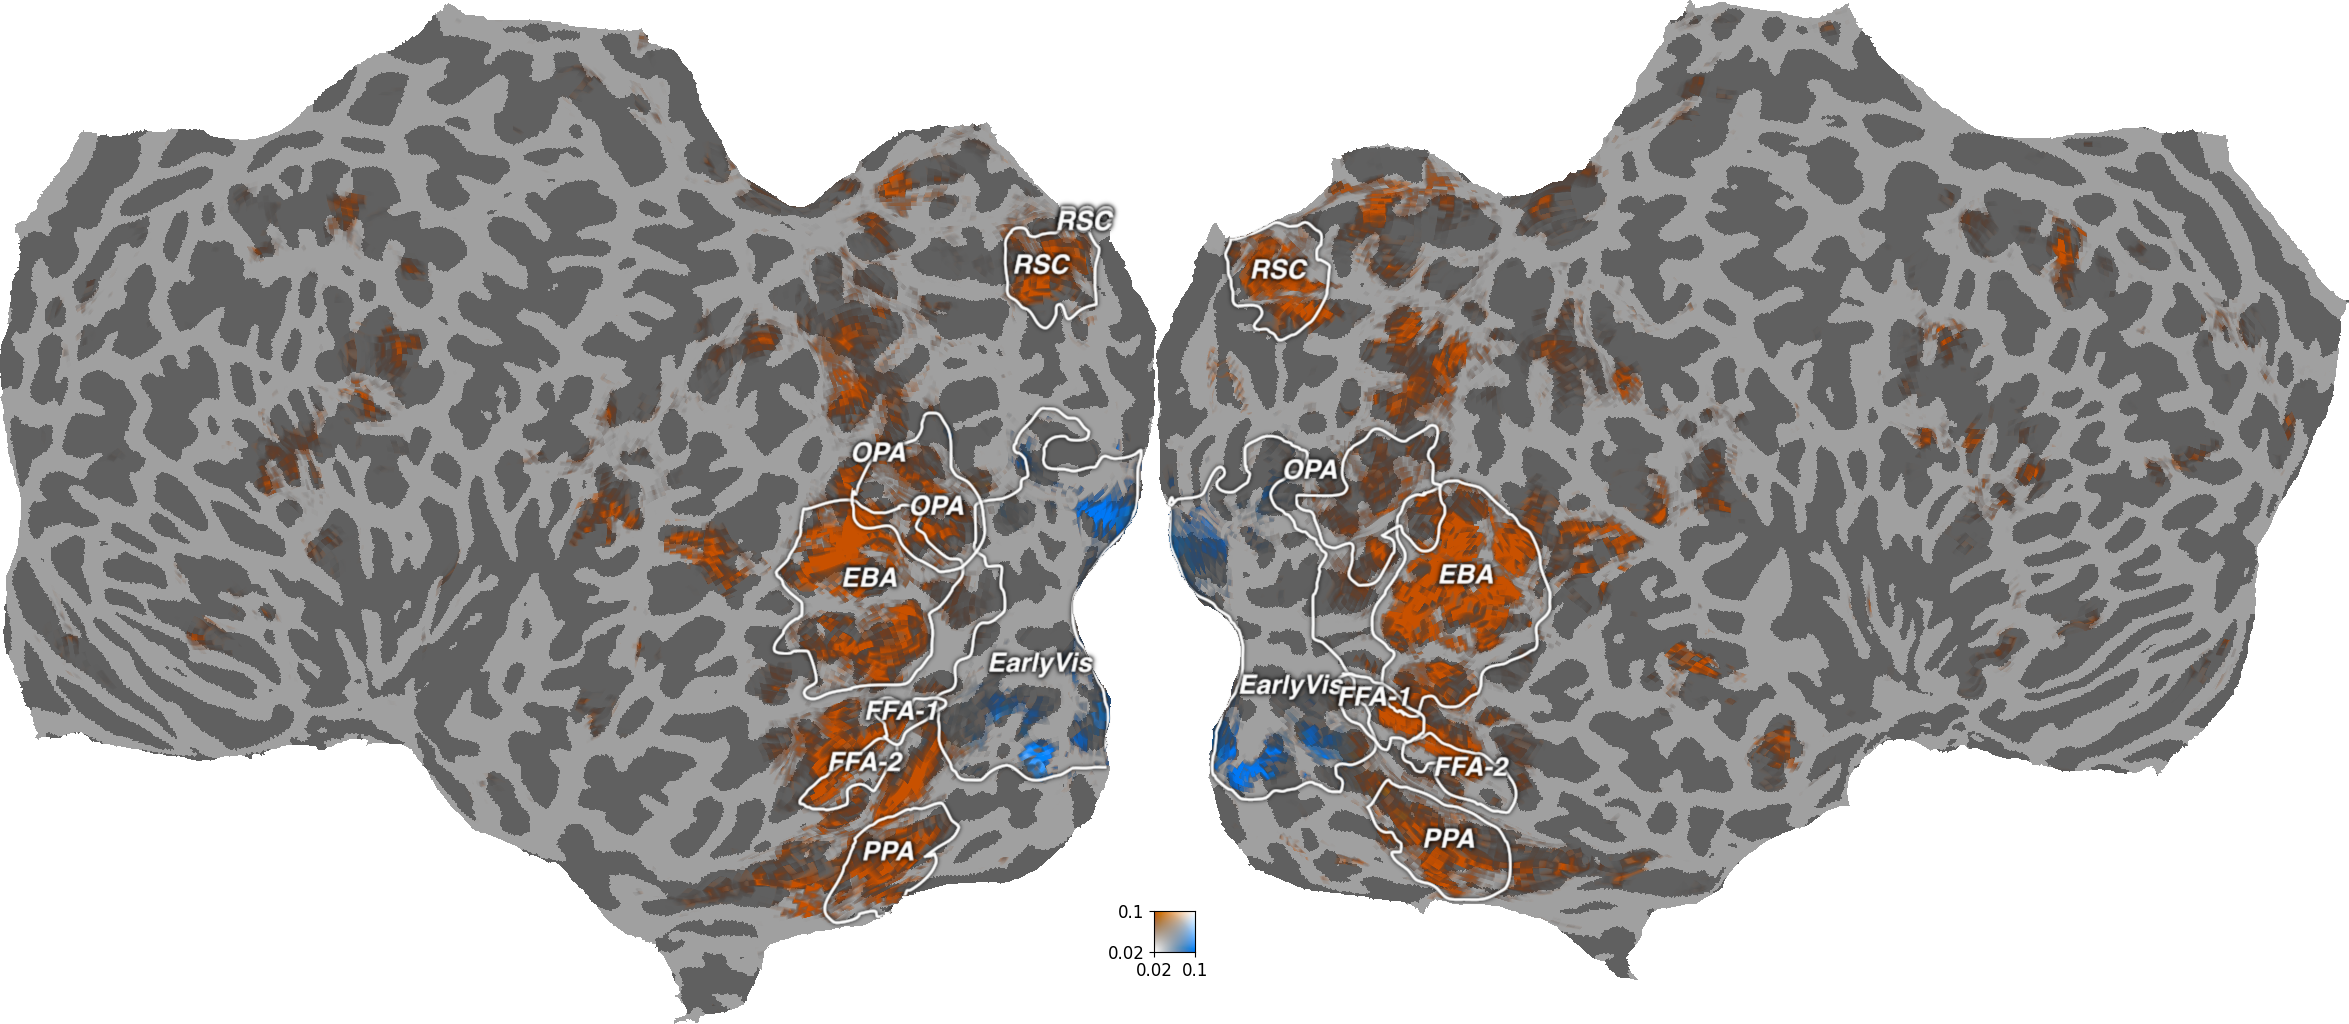 RSC
RSC
RSC
OPA
OPA
OPA
EBA
EBA
EarlyVis
EarlyVis
FFA-1
FFA-1
FFA-2
FFA-2
PPA
PPA
0.1
0.02
0.02 0.1